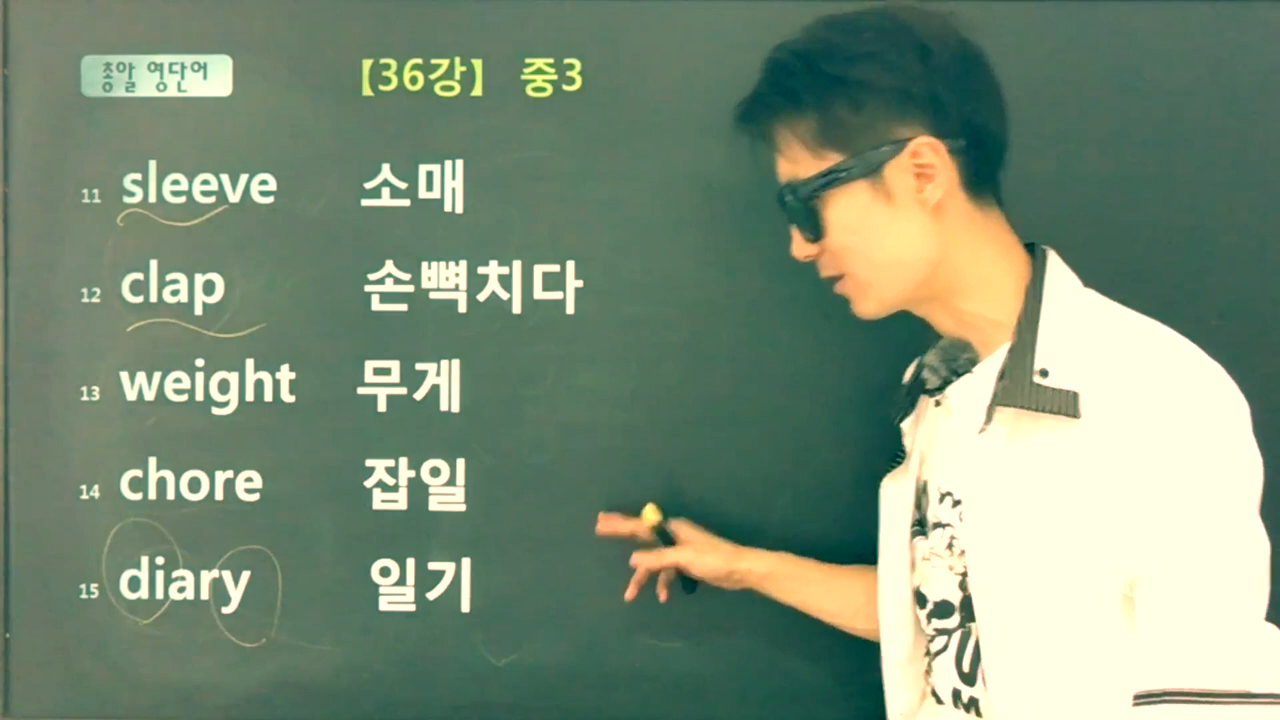 총알 영단어 【36강】 중3
11 sleeve 소매
12 clap 손뼉치다
13 weight 무게
14 chore 잡일
15 diary 일기